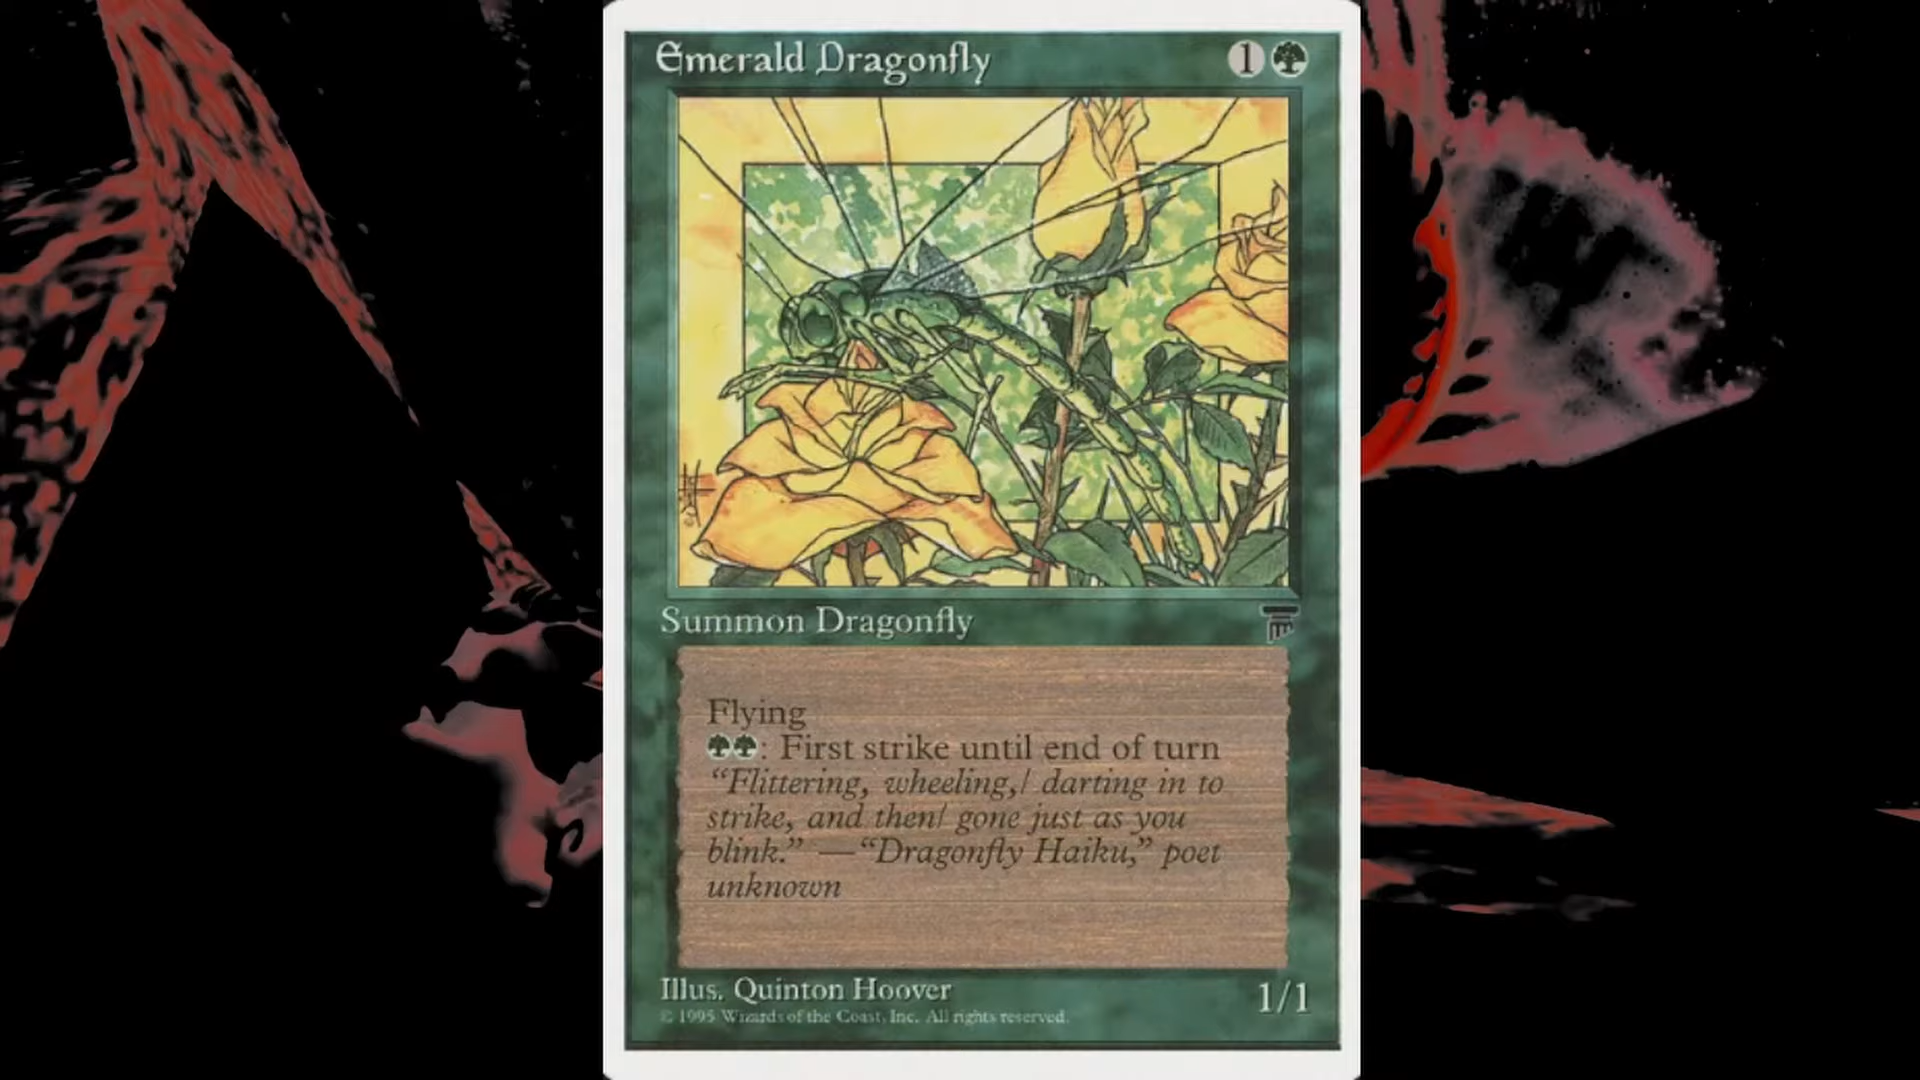 Emerald Dragonfly
1
Summon Dragonfly
Flying
: First strike until end of turn
“Flittering, wheeling,/ darting in to
strike, and then/ gone just as you
blink.” —“Dragonfly Haiku,” poet
unknown
Illus. Quinton Hoover
1/1
© 1995 Wizards of the Coast, Inc. All rights reserved.